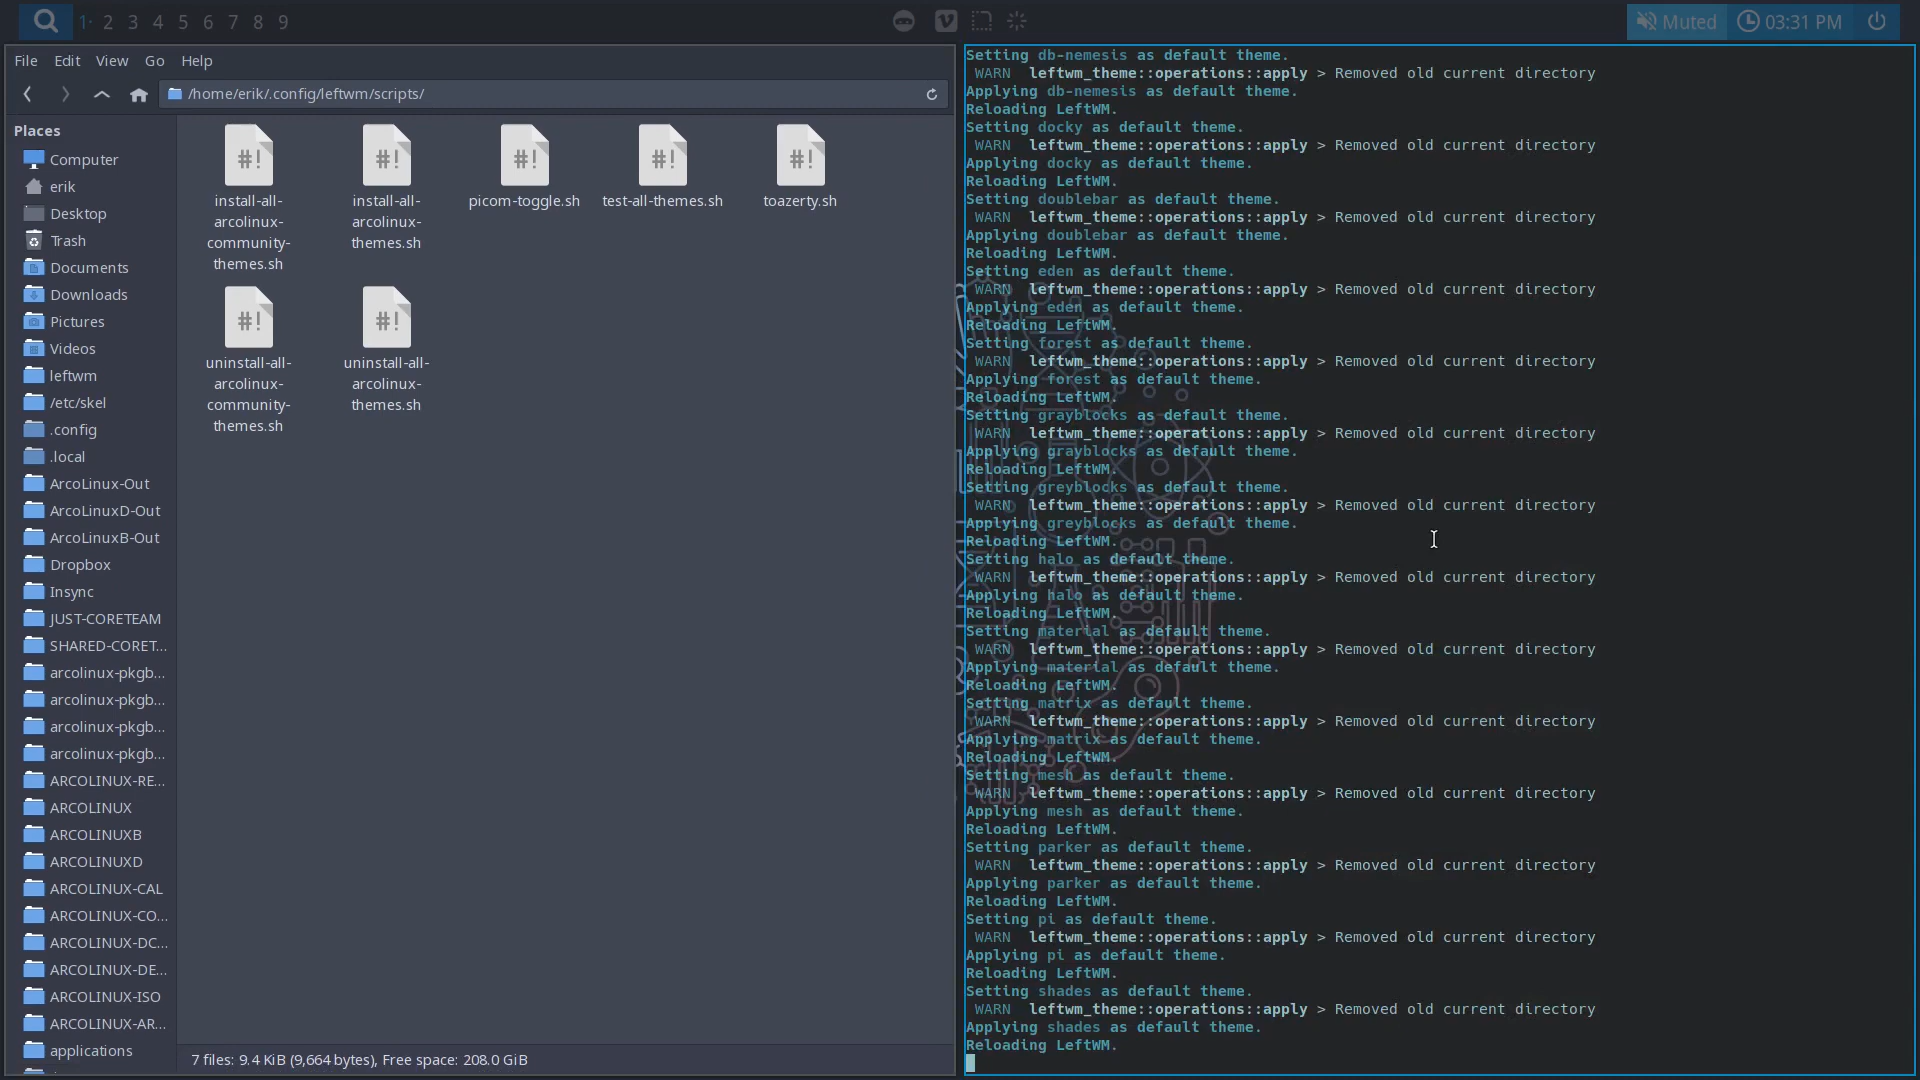 1· 2 3 4 5 6 7 8 9
Muted 03:31 PM
File Edit View Go Help
/home/erik/.config/leftwm/scripts/
Places
Computer
erik
Desktop
Trash
Documents
Downloads
Pictures
Videos
leftwm
/etc/skel
.config
.local
ArcoLinux-Out
ArcoLinuxD-Out
ArcoLinuxB-Out
Dropbox
Insync
JUST-CORETEAM
SHARED-CORET...
arcolinux-pkgb...
arcolinux-pkgb...
arcolinux-pkgb...
arcolinux-pkgb...
ARCOLINUX-RE...
ARCOLINUX
ARCOLINUXB
ARCOLINUXD
ARCOLINUX-CAL
ARCOLINUX-CO...
ARCOLINUX-DC...
ARCOLINUX-DE...
ARCOLINUX-ISO
ARCOLINUX-AR...
applications
#!
install-all-
arcolinux-
community-
themes.sh
#!
install-all-
arcolinux-
themes.sh
#!
picom-toggle.sh
#!
test-all-themes.sh
#!
toazerty.sh
#!
uninstall-all-
arcolinux-
community-
themes.sh
#!
uninstall-all-
arcolinux-
themes.sh
7 files: 9.4 KiB (9,664 bytes), Free space: 208.0 GiB
Setting db-nemesis as default theme.
WARN  leftwm_theme::operations::apply > Removed old current directory
Applying db-nemesis as default theme.
Reloading LeftWM.
Setting docky as default theme.
WARN  leftwm_theme::operations::apply > Removed old current directory
Applying docky as default theme.
Reloading LeftWM.
Setting doublebar as default theme.
WARN  leftwm_theme::operations::apply > Removed old current directory
Applying doublebar as default theme.
Reloading LeftWM.
Setting eden as default theme.
WARN  leftwm_theme::operations::apply > Removed old current directory
Applying eden as default theme.
Reloading LeftWM.
Setting forest as default theme.
WARN  leftwm_theme::operations::apply > Removed old current directory
Applying forest as default theme.
Reloading LeftWM.
Setting grayblocks as default theme.
WARN  leftwm_theme::operations::apply > Removed old current directory
Applying grayblocks as default theme.
Reloading LeftWM.
Setting greyblocks as default theme.
WARN  leftwm_theme::operations::apply > Removed old current directory
Applying greyblocks as default theme.
Reloading LeftWM.
Setting halo as default theme.
WARN  leftwm_theme::operations::apply > Removed old current directory
Applying halo as default theme.
Reloading LeftWM.
Setting material as default theme.
WARN  leftwm_theme::operations::apply > Removed old current directory
Applying material as default theme.
Reloading LeftWM.
Setting matrix as default theme.
WARN  leftwm_theme::operations::apply > Removed old current directory
Applying matrix as default theme.
Reloading LeftWM.
Setting mesh as default theme.
WARN  leftwm_theme::operations::apply > Removed old current directory
Applying mesh as default theme.
Reloading LeftWM.
Setting parker as default theme.
WARN  leftwm_theme::operations::apply > Removed old current directory
Applying parker as default theme.
Reloading LeftWM.
Setting pi as default theme.
WARN  leftwm_theme::operations::apply > Removed old current directory
Applying pi as default theme.
Reloading LeftWM.
Setting shades as default theme.
WARN  leftwm_theme::operations::apply > Removed old current directory
Applying shades as default theme.
Reloading LeftWM.